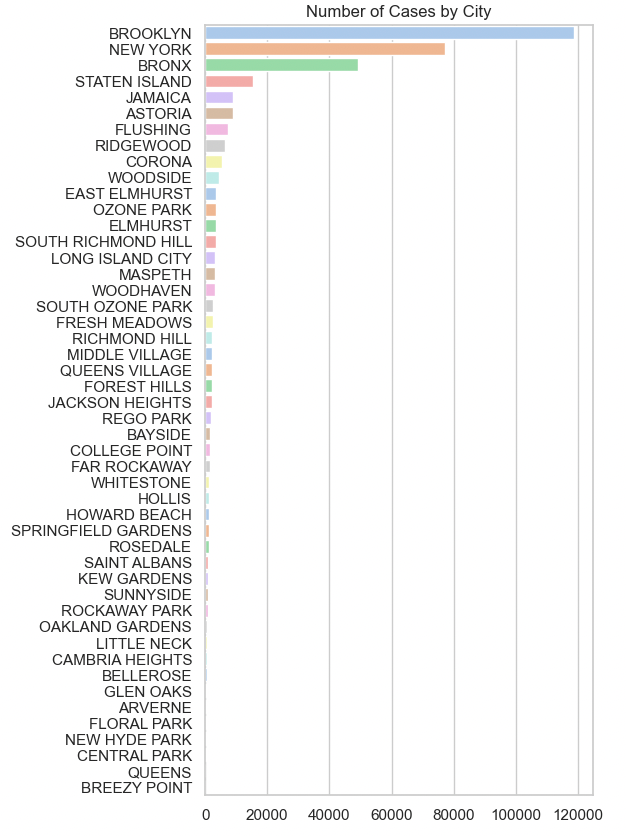 Number of Cases by City
BROOKLYN
NEW YORK
BRONX
STATEN ISLAND
JAMAICA
ASTORIA
FLUSHING
RIDGEWOOD
CORONA
WOODSIDE
EAST ELMHURST
OZONE PARK
ELMHURST
SOUTH RICHMOND HILL
LONG ISLAND CITY
MASPETH
WOODHAVEN
SOUTH OZONE PARK
FRESH MEADOWS
RICHMOND HILL
MIDDLE VILLAGE
QUEENS VILLAGE
FOREST HILLS
JACKSON HEIGHTS
REGO PARK
BAYSIDE
COLLEGE POINT
FAR ROCKAWAY
WHITESTONE
HOLLIS
HOWARD BEACH
SPRINGFIELD GARDENS
ROSEDALE
SAINT ALBANS
KEW GARDENS
SUNNYSIDE
ROCKAWAY PARK
OAKLAND GARDENS
LITTLE NECK
CAMBRIA HEIGHTS
BELLEROSE
GLEN OAKS
ARVERNE
FLORAL PARK
NEW HYDE PARK
CENTRAL PARK
QUEENS
BREEZY POINT
0 20000 40000 60000 80000 100000 120000